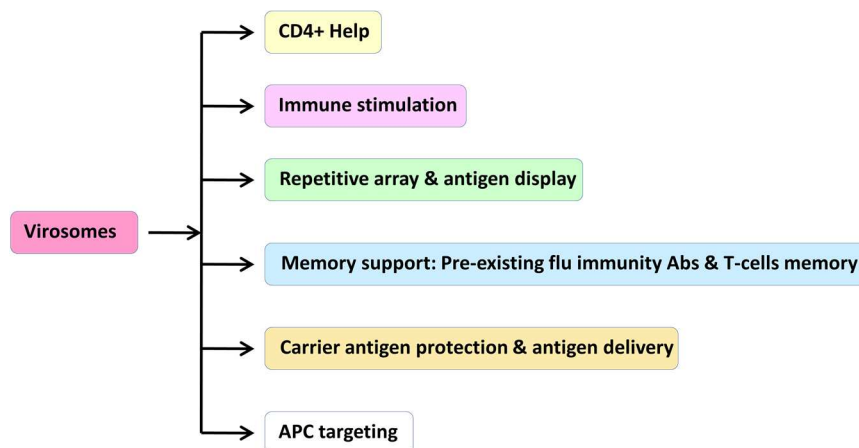 CD4+ Help
Immune stimulation
Repetitive array & antigen display
Virosomes
Memory support: Pre-existing flu immunity Abs & T-cells memory
Carrier antigen protection & antigen delivery
APC targeting